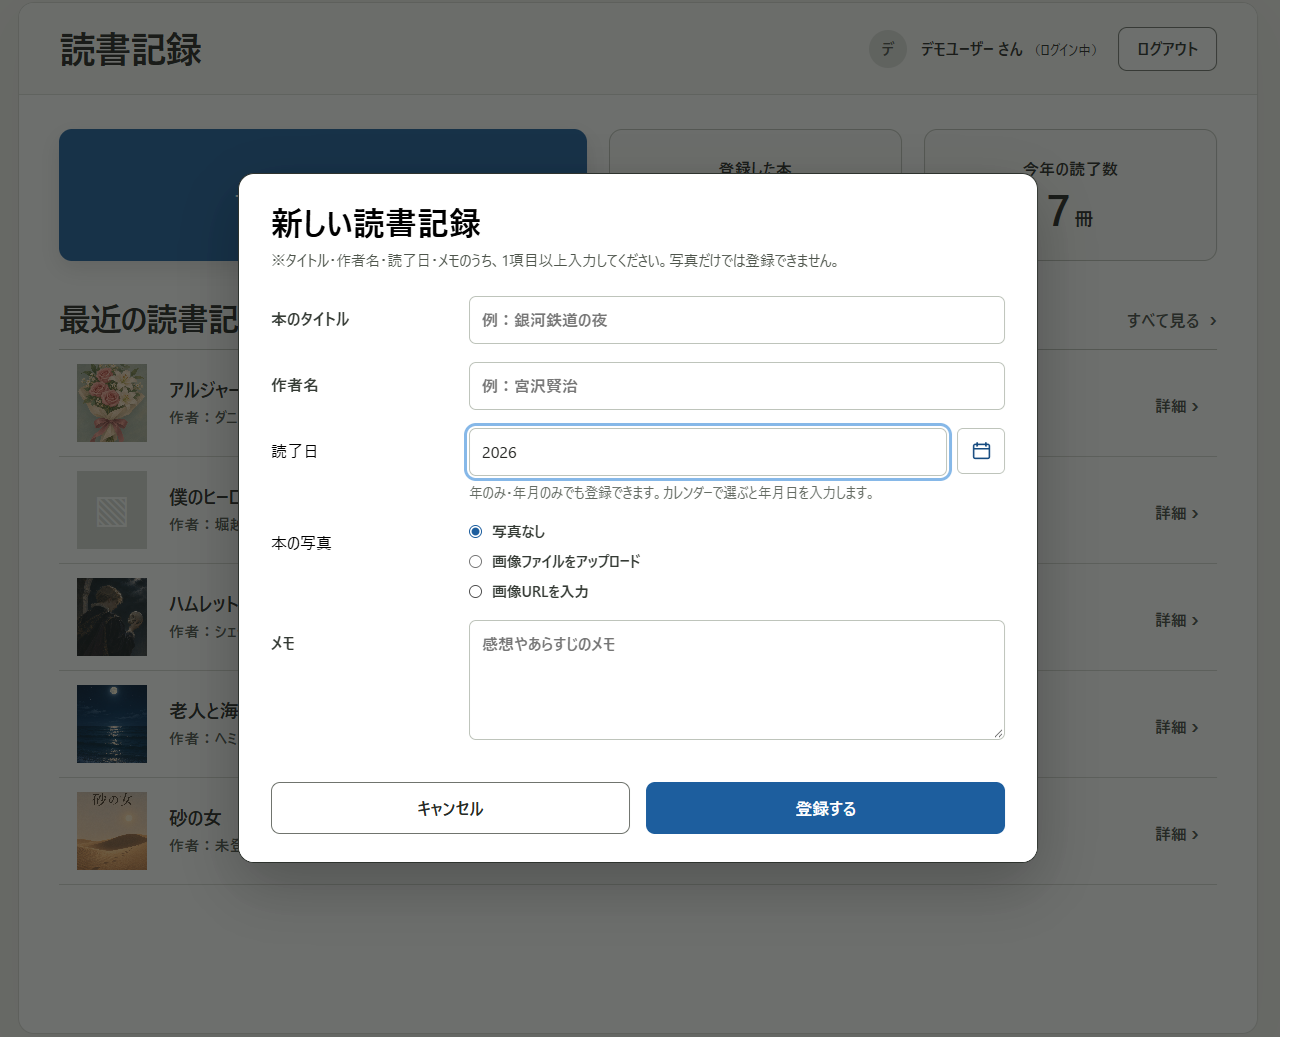 読書記録
デ デモユーザー さん （ログイン中） ログアウト
登録した本
今年の読了数
7 冊
新しい読書記録
※タイトル・作者名・読了日・メモのうち、1項目以上入力してください。写真だけでは登録できません。
本のタイトル 例：銀河鉄道の夜
作者名 例：宮沢賢治
読了日 2026
年のみ・年月のみでも登録できます。カレンダーで選ぶと年月日を入力します。
本の写真
写真なし
画像ファイルをアップロード
画像URLを入力
メモ 感想やあらすじのメモ
キャンセル 登録する
最近の読書記
すべて見る ›
アルジャー
作者：ダニ
詳細 ›
僕のヒーロ
作者：堀越
詳細 ›
ハムレット
作者：シェ
詳細 ›
老人と海
作者：ヘミ
詳細 ›
砂の女
砂の女
作者：未登
詳細 ›